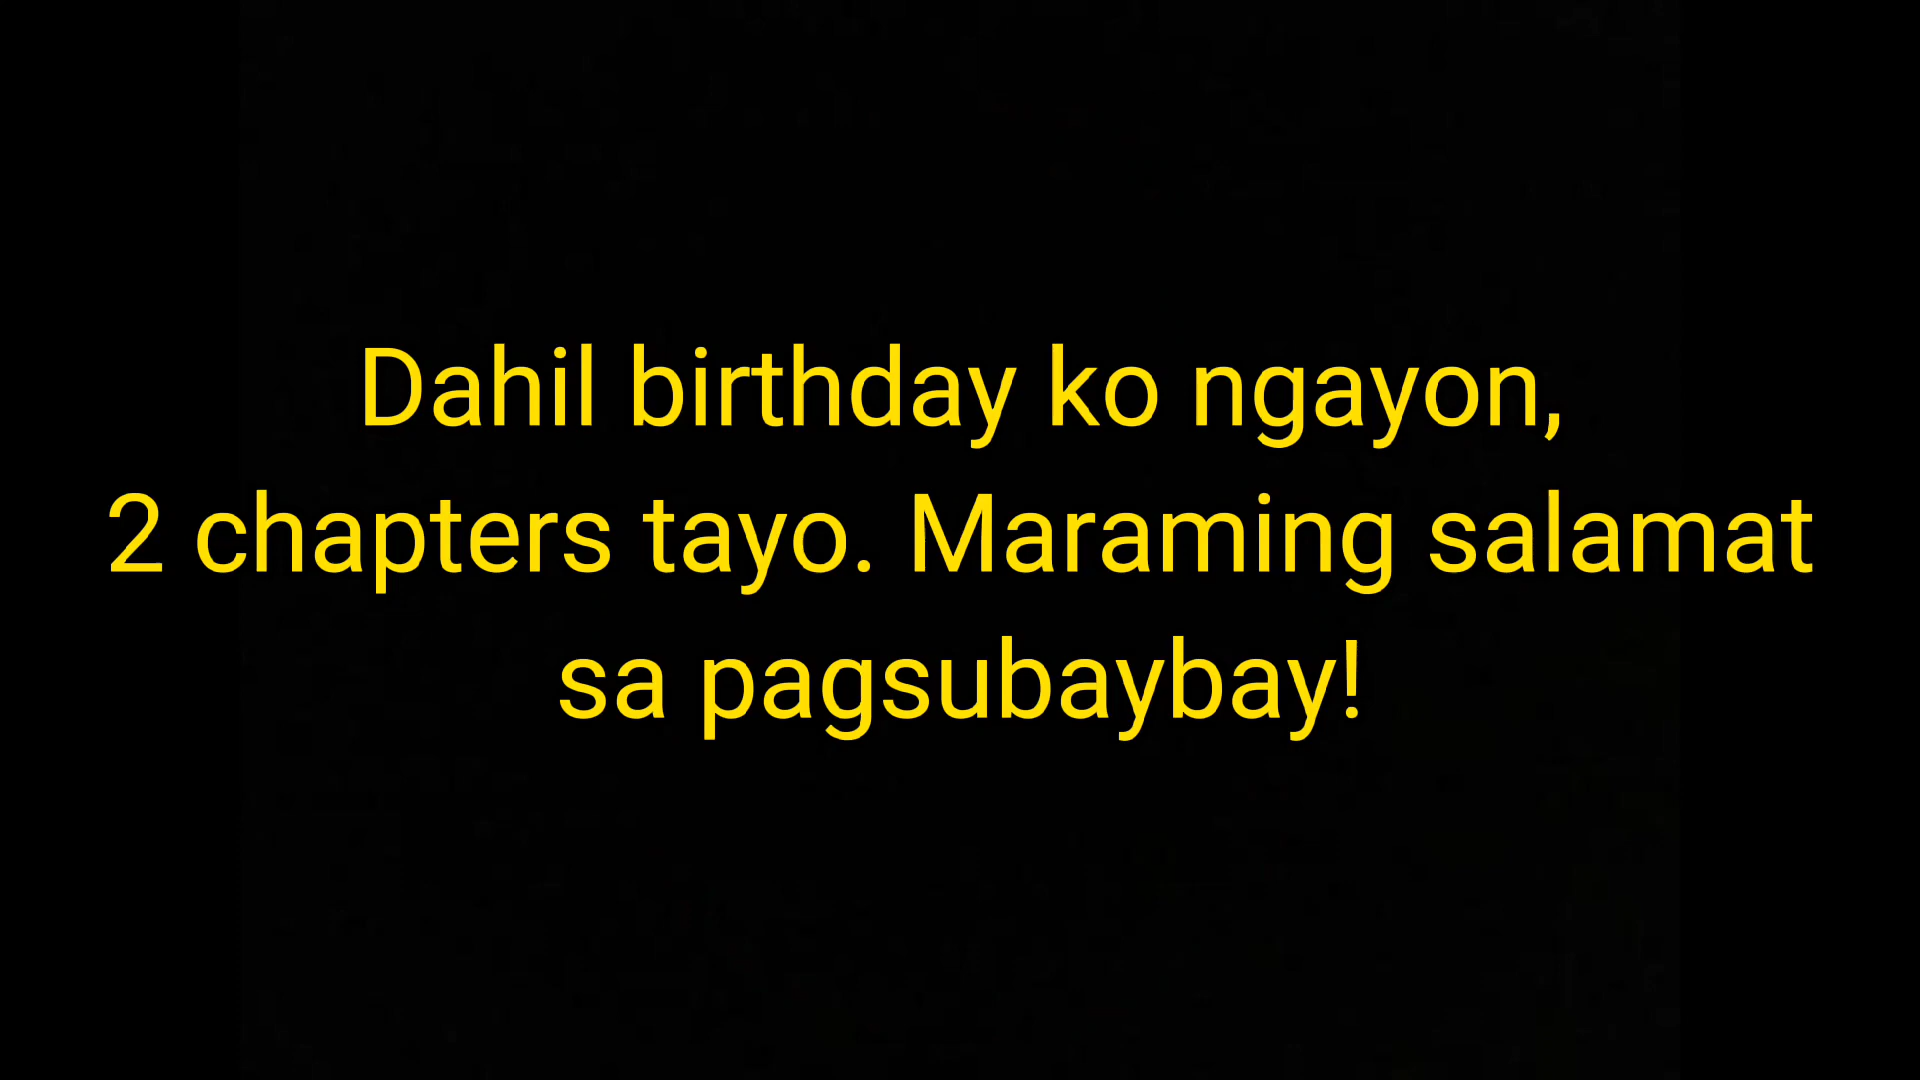 Dahil birthday ko ngayon,
2 chapters tayo. Maraming salamat
sa pagsubaybay!